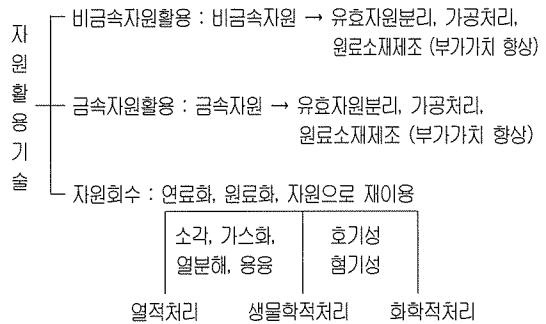 자원활용기술
비금속자원활용 : 비금속자원 → 유효자원분리, 가공처리,
원료소재제조 (부가가치 향상)
금속자원활용 : 금속자원 → 유효자원분리, 가공처리,
원료소재제조 (부가가치 향상)
자원회수 : 연료화, 원료화, 자원으로 재이용
소각, 가스화, 호기성
열분해, 용융 혐기성
열적처리 생물학적처리 화학적처리